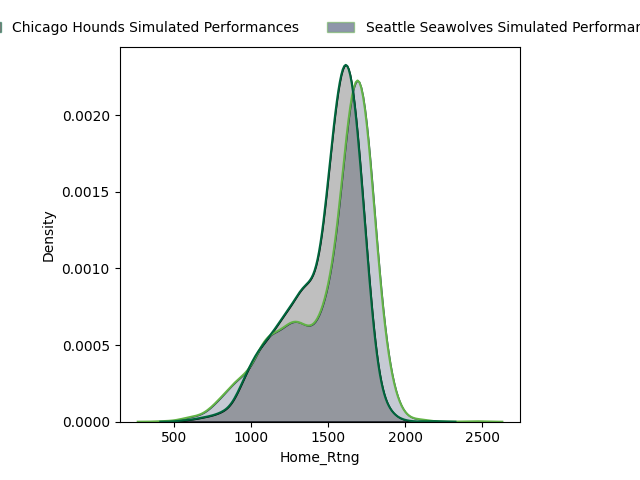 Chicago Hounds Simulated Performances
Seattle Seawolves Simulated
Density
0.0020
0.0015
0.0010
0.0005
0.0000
500 1000 1500 2000 2500
Home_Rtng